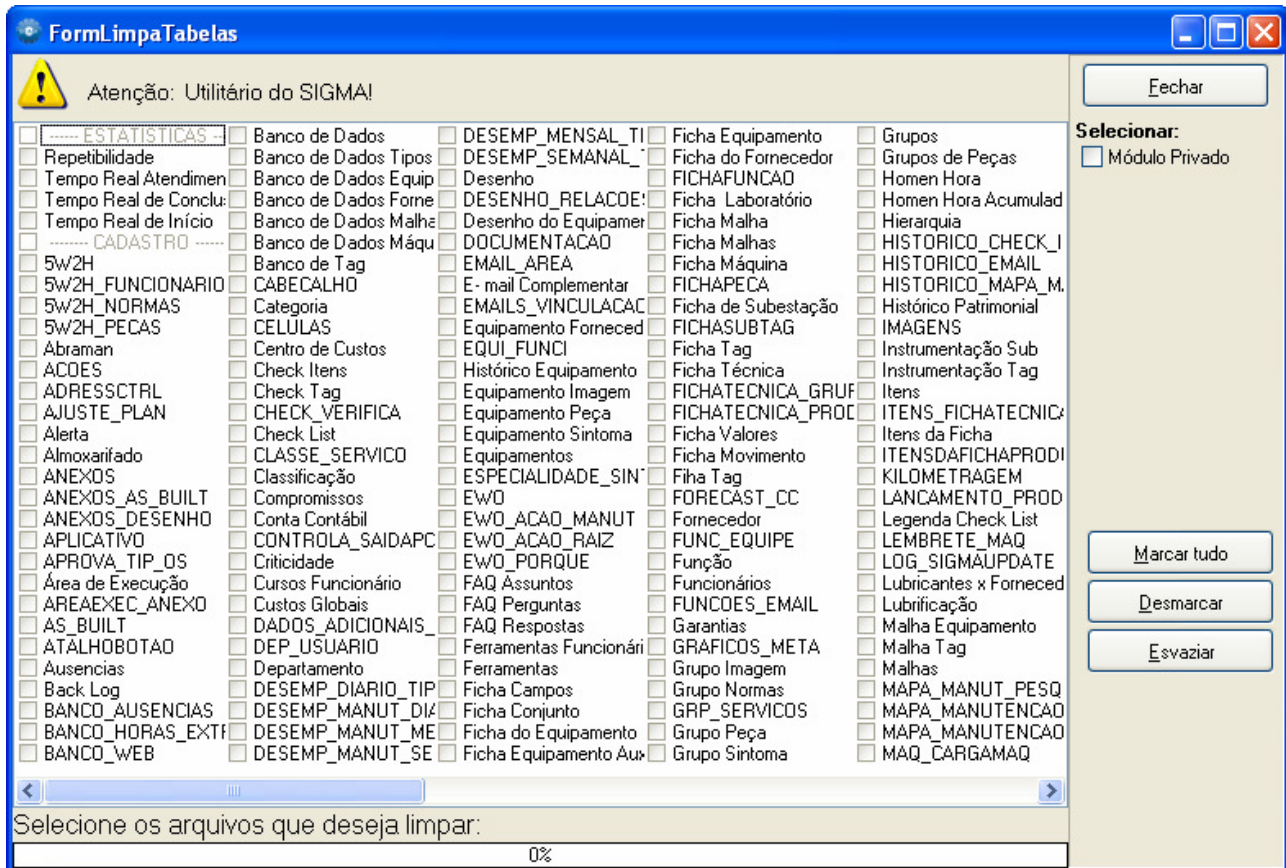 FormLimpaTabelas
Atenção: Utilitário do SIGMA!
------ ESTATISTICAS --
Repetibilidade
Tempo Real Atendimen
Tempo Real de Conclu
Tempo Real de Início
------- CADASTRO ------
5W2H
5W2H_FUNCIONARIO
5W2H_NORMAS
5W2H_PECAS
Abraman
ACOES
ADRESSCTRL
AJUSTE_PLAN
Alerta
Almoxarifado
ANEXOS
ANEXOS_AS_BUILT
ANEXOS_DESENHO
APLICATIVO
APROVA_TIP_OS
Área de Execução
AREAEXEC_ANEXO
AS_BUILT
ATALHOBOTAO
Ausencias
Back Log
BANCO_AUSENCIAS
BANCO_HORAS_EXTF
BANCO_WEB
Banco de Dados
Banco de Dados Tipos
Banco de Dados Equip
Banco de Dados Forne
Banco de Dados Malha
Banco de Dados Máqu
Banco de Tag
CABECALHO
Categoria
CELULAS
Centro de Custos
Check Itens
Check Tag
CHECK_VERIFICA
Check List
CLASSE_SERVICO
Classificação
Compromissos
Conta Contábil
CONTROLA_SAIDAPC
Criticidade
Cursos Funcionário
Custos Globais
DADOS_ADICIONAIS_
DEP_USUARIO
Departamento
DESEMP_DIARIO_TIP
DESEMP_MANUT_DIA
DESEMP_MANUT_ME
DESEMP_MANUT_SE
DESEMP_MENSAL_TI
DESEMP_SEMANAL_
Desenho
DESENHO_RELACOE
Desenho do Equipamer
DOCUMENTACAO
EMAIL_AREA
E- mail Complementar
EMAILS_VINCULACAC
Equipamento Forneced
EQUI_FUNCI
Histórico Equipamento
Equipamento Imagem
Equipamento Peça
Equipamento Sintoma
Equipamentos
ESPECIALIDADE_SIN
EWO
EWO_ACAO_MANUT
EWO_ACAO_RAIZ
EWO_PORQUE
FAQ Assuntos
FAQ Perguntas
FAQ Respostas
Ferramentas Funcionári
Ferramentas
Ficha Campos
Ficha Conjunto
Ficha do Equipamento
Ficha Equipamento Aux
Ficha Equipamento
Ficha do Fornecedor
FICHAFUNCAO
Ficha  Laboratório
Ficha Malha
Ficha Malhas
Ficha Máquina
FICHAPECA
Ficha de Subestação
FICHASUBTAG
Ficha Tag
Ficha Técnica
FICHATECNICA_GRUF
FICHATECNICA_PROD
Ficha Valores
Ficha Movimento
Fiha Tag
FORECAST_CC
Fornecedor
FUNC_EQUIPE
Função
Funcionários
FUNCOES_EMAIL
Garantias
GRAFICOS_META
Grupo Imagem
Grupo Normas
GRP_SERVICOS
Grupo Peça
Grupo Sintoma
Grupos
Grupos de Peças
Homen Hora
Homen Hora Acumulad
Hierarquia
HISTORICO_CHECK_I
HISTORICO_EMAIL
HISTORICO_MAPA_M
Histórico Patrimonial
IMAGENS
Instrumentação Sub
Instrumentação Tag
Itens
ITENS_FICHATECNIC
Itens da Ficha
ITENSDAFICHAPROD
KILOMETRAGEM
LANCAMENTO_PROD
Legenda Check List
LEMBRETE_MAQ
LOG_SIGMAUPDATE
Lubricantes x Forneced
Lubrificação
Malha Equipamento
Malha Tag
Malhas
MAPA_MANUT_PESQ
MAPA_MANUTENCAO
MAPA_MANUTENCAO
MAQ_CARGAMAQ
Fechar
Selecionar:
Módulo Privado
Marcar tudo
Desmarcar
Esvaziar
Selecione os arquivos que deseja limpar:
0%